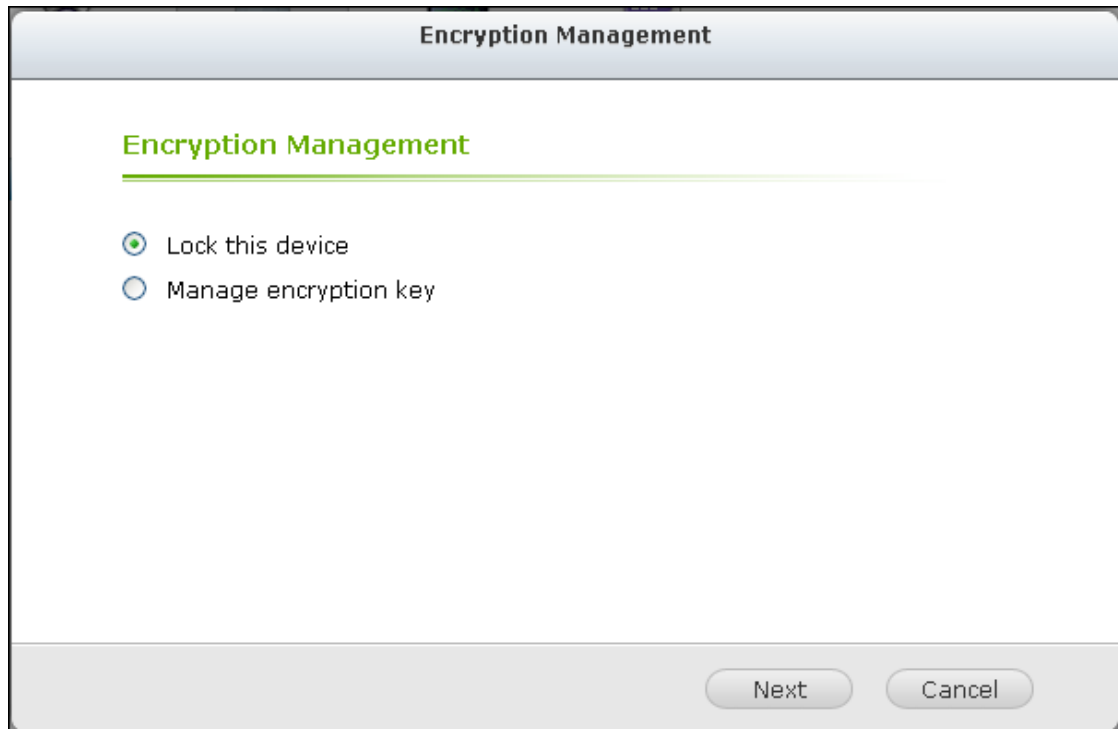 Encryption Management
Encryption Management
Lock this device
Manage encryption key
Next Cancel